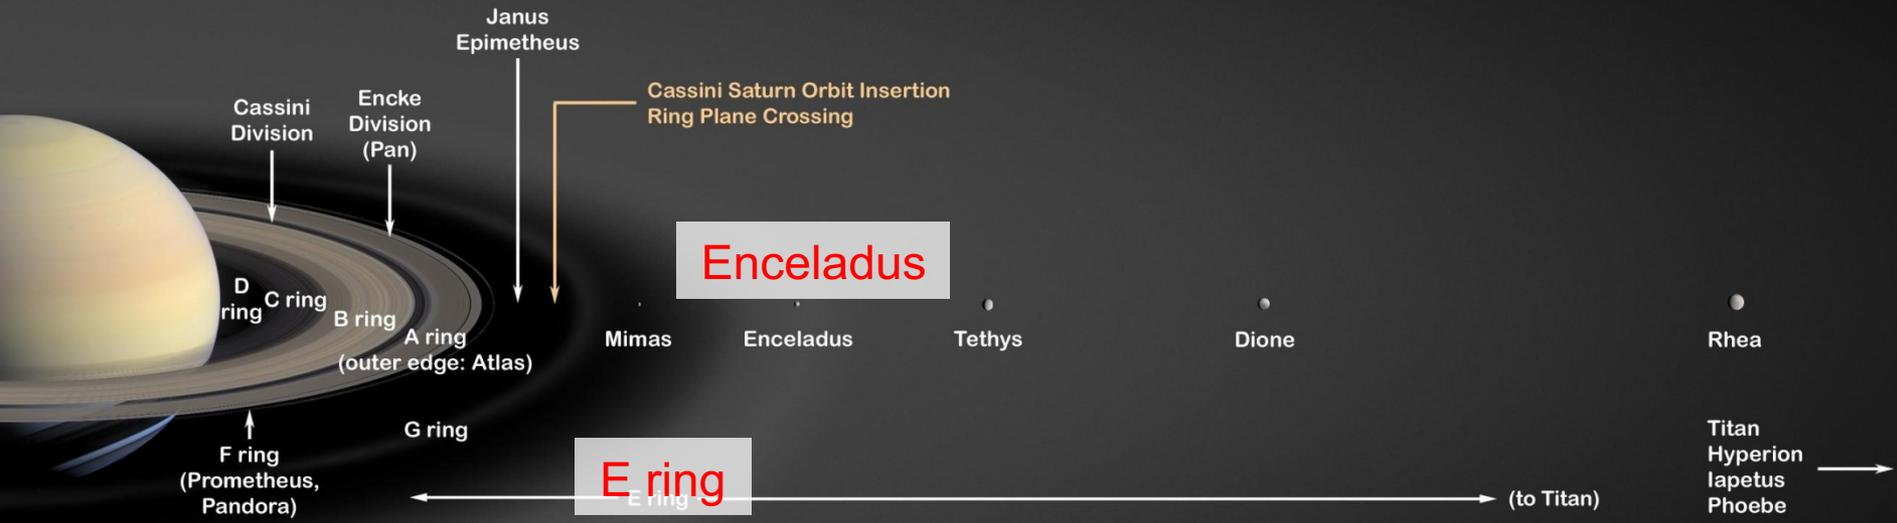 Janus
Epimetheus
Cassini Saturn Orbit Insertion
Ring Plane Crossing
Cassini
Division
Encke
Division
(Pan)
Enceladus
D
ring
C ring
B ring
A ring
(outer edge: Atlas)
Mimas
Enceladus
Tethys
Dione
Rhea
G ring
F ring
(Prometheus,
Pandora)
E ring
E ring
(to Titan)
Titan
Hyperion
Iapetus
Phoebe